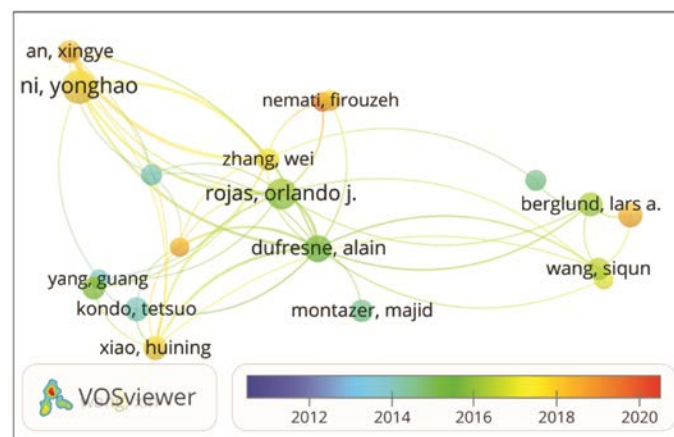 an, xingye
ni, yonghao
nemati, firouzeh
zhang, wei
rojas, orlando j.
berglund, lars a.
dufresne, alain
yang, guang
wang, siqun
kondo, tetsuo
montazer, majid
xiao, huining
VOSviewer
2012 2014 2016 2018 2020